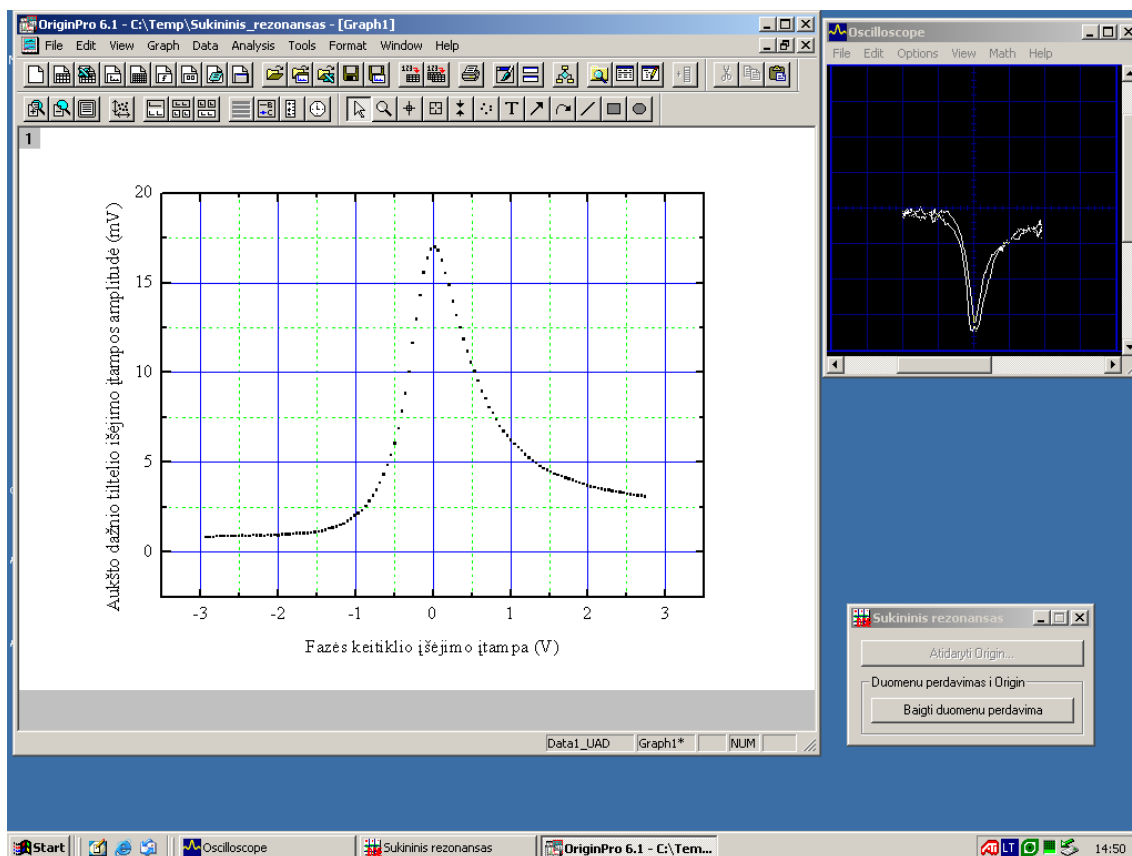 OriginPro 6.1 - C:\Temp\Sukininis_rezonansas - [Graph1]
File Edit View Graph Data Analysis Tools Format Window Help
1
Aukšto dažnio tiltelio išėjimo įtampos amplitudė (mV)
20
15
10
5
0
-3 -2 -1 0 1 2 3
Fazės keitiklio įšėjimo įtampa (V)
Data1_UAD Graph1* NUM
Oscilloscope
File Edit Options View Math Help
Sukininis rezonansas
Atidaryti Origin...
Duomenu perdavimas i Origin
Baigti duomenu perdavima
Start Oscilloscope Sukininis rezonansas OriginPro 6.1 - C:\Tem... LT 14:50